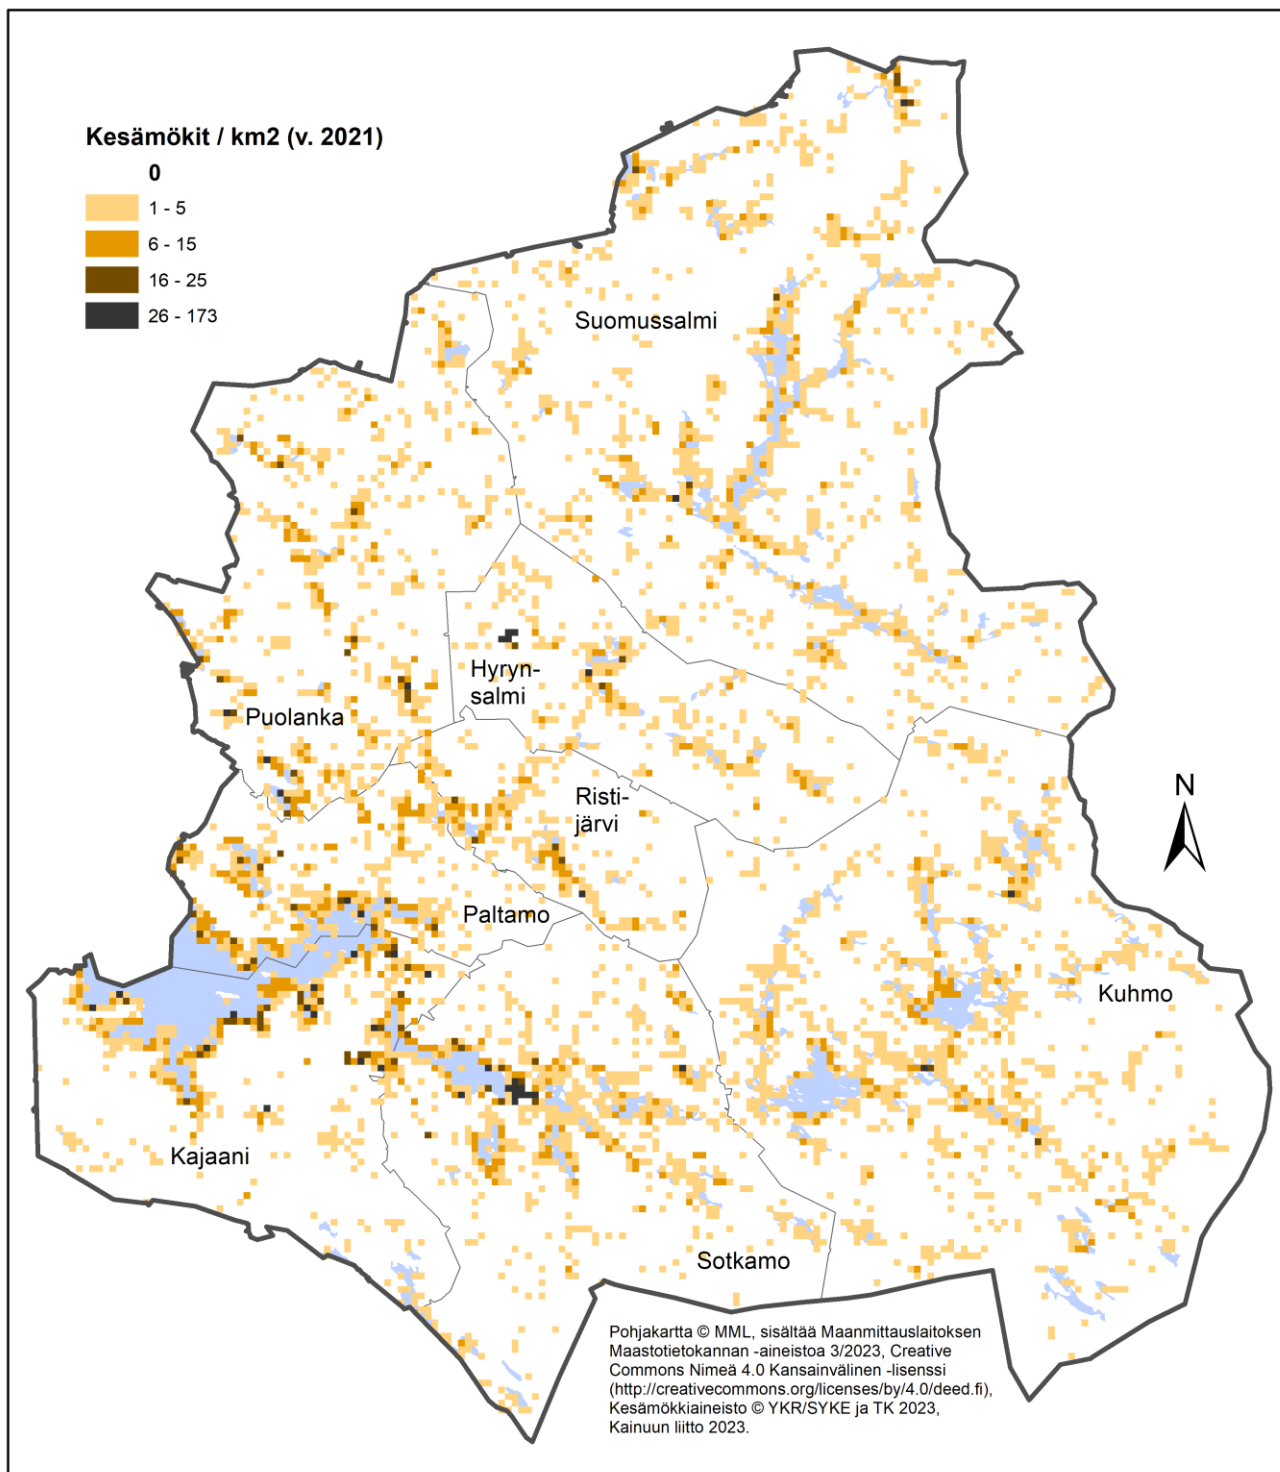 Kesämökit / km2 (v. 2021)
0
1 - 5
6 - 15
16 - 25
26 - 173
Suomussalmi
Hyryn-
salmi
Puolanka
Risti-
järvi
N
Paltamo
Kuhmo
Kajaani
Sotkamo
Pohjakartta © MML, sisältää Maanmittauslaitoksen
Maastotietokannan -aineistoa 3/2023, Creative
Commons Nimeä 4.0 Kansainvälinen -lisenssi
(http://creativecommons.org/licenses/by/4.0/deed.fi),
Kesämökkiaineisto © YKR/SYKE ja TK 2023,
Kainuun liitto 2023.